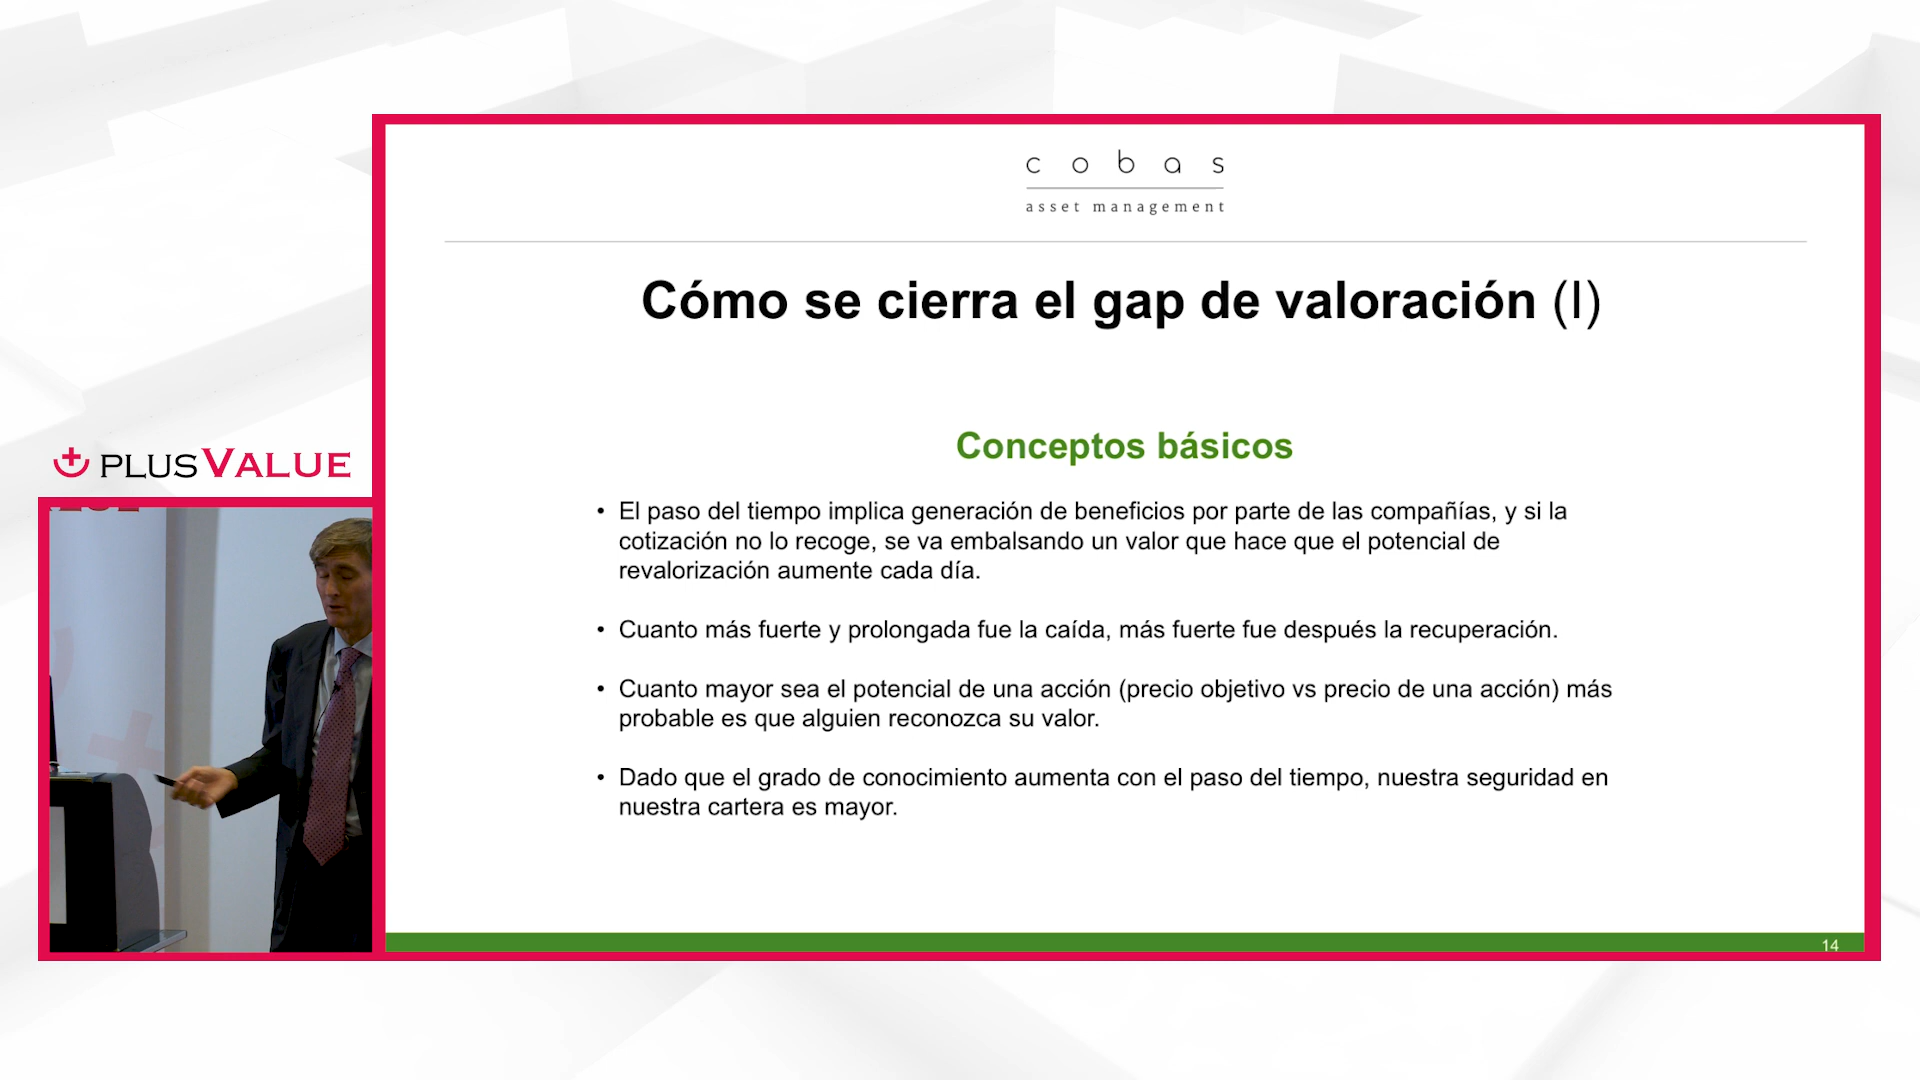 cobas
asset management
Cómo se cierra el gap de valoración (I)
Conceptos básicos
• El paso del tiempo implica generación de beneficios por parte de las compañías, y si la
cotización no lo recoge, se va embalsando un valor que hace que el potencial de
revalorización aumente cada día.
• Cuanto más fuerte y prolongada fue la caída, más fuerte fue después la recuperación.
• Cuanto mayor sea el potencial de una acción (precio objetivo vs precio de una acción) más
probable es que alguien reconozca su valor.
• Dado que el grado de conocimiento aumenta con el paso del tiempo, nuestra seguridad en
nuestra cartera es mayor.
14
PLUSVALUE